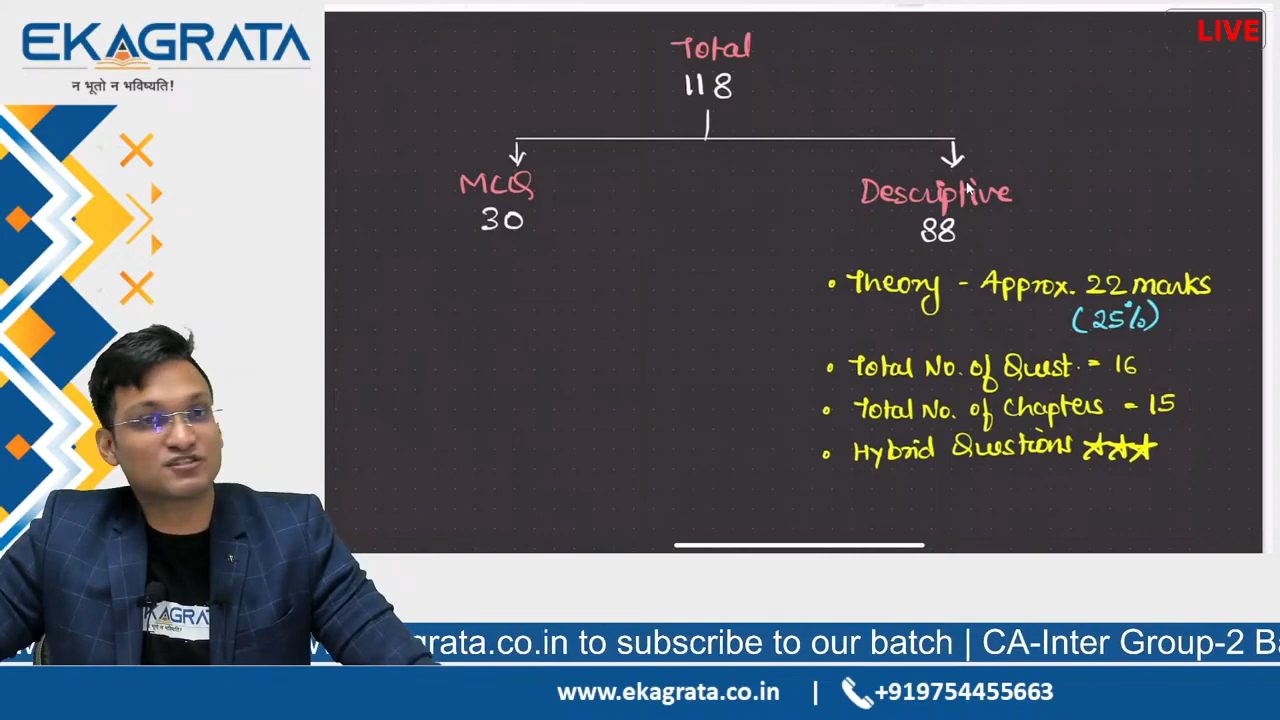 EKAGRATA
न भूतो न भविष्यति!
LIVE
Total
118
MCQ
30
Descriptive
88
• Theory - Approx. 22 marks
(25%)
• Total No. of Quest. = 16
• Total No. of Chapters = 15
• Hybrid Questions ★★★
EKAGRATA
grata.co.in to subscribe to our batch | CA-Inter Group-2 Ba
www.ekagrata.co.in | +919754455663